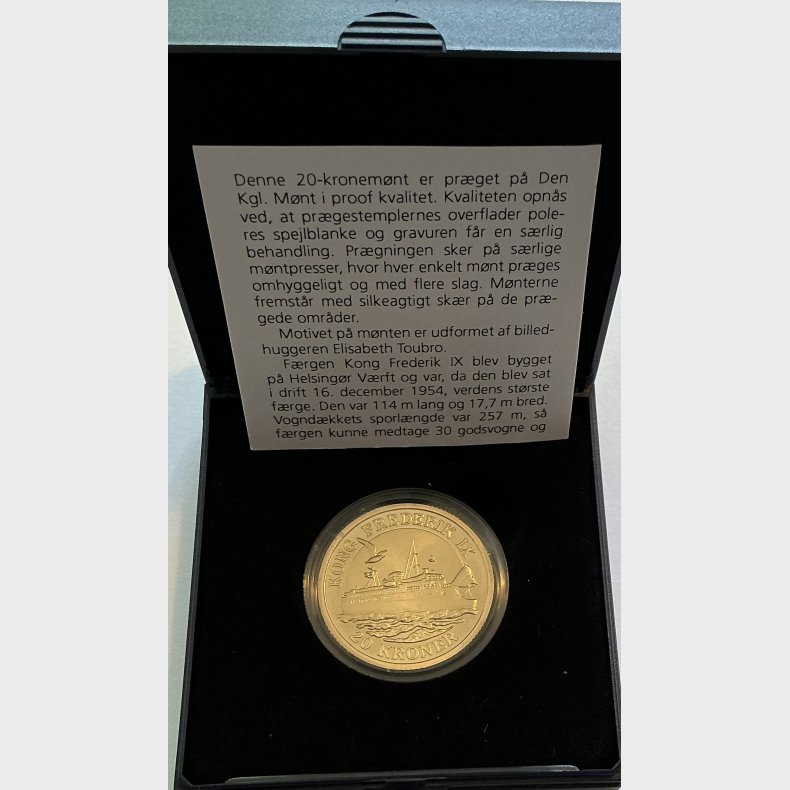 Denne 20-kronemønt er præget på Den
Kgl. Mønt i proof kvalitet. Kvaliteten opnås
ved, at prægestemplernes overflader pole-
res spejlblanke og gravuren får en særlig
behandling. Prægningen sker på særlige
møntpresser, hvor hver enkelt mønt præges
omhyggeligt og med flere slag. Mønterne
fremstår med silkeagtigt skær på de præ-
gede områder.
Motivet på mønten er udformet af billed-
huggeren Elisabeth Toubro.
Færgen Kong Frederik IX blev bygget
på Helsingør Værft og var, da den blev sat
i drift 16. december 1954, verdens største
færge. Den var 114 m lang og 17,7 m bred.
Vogndækkets sporlængde var 257 m, så
færgen kunne medtage 30 godsvogne og
KONG FREDERIK IX
20 KRONER